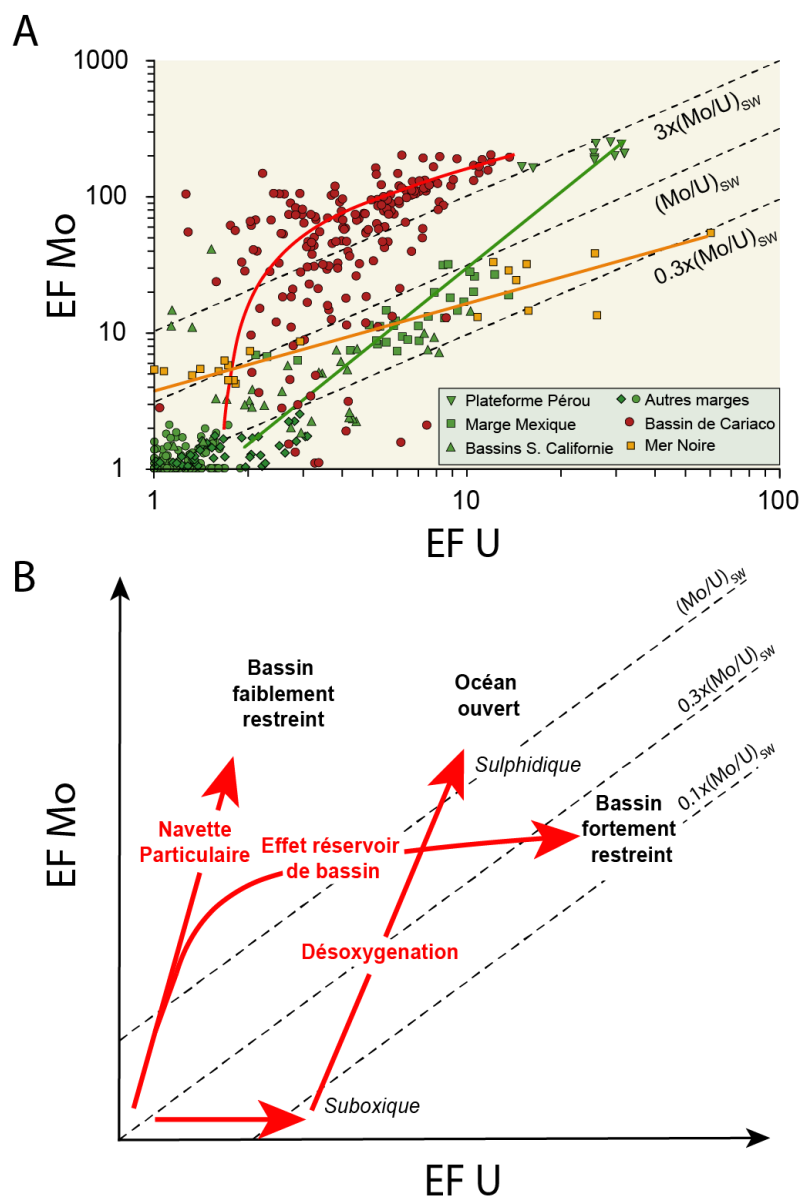 A
EF Mo
1000
100
10
1
1
10
100
EF U
3x(Mo/U)SW
(Mo/U)SW
0.3x(Mo/U)SW
Plateforme Pérou
Autres marges
Marge Mexique
Bassin de Cariaco
Bassins S. Californie
Mer Noire
B
EF Mo
(Mo/U)SW
0.3x(Mo/U)SW
0.1x(Mo/U)SW
Bassin
faiblement
restreint
Océan
ouvert
Sulphidique
Bassin
fortement
restreint
Navette
Particulaire
Effet réservoir
de bassin
Désoxygenation
Suboxique
EF U